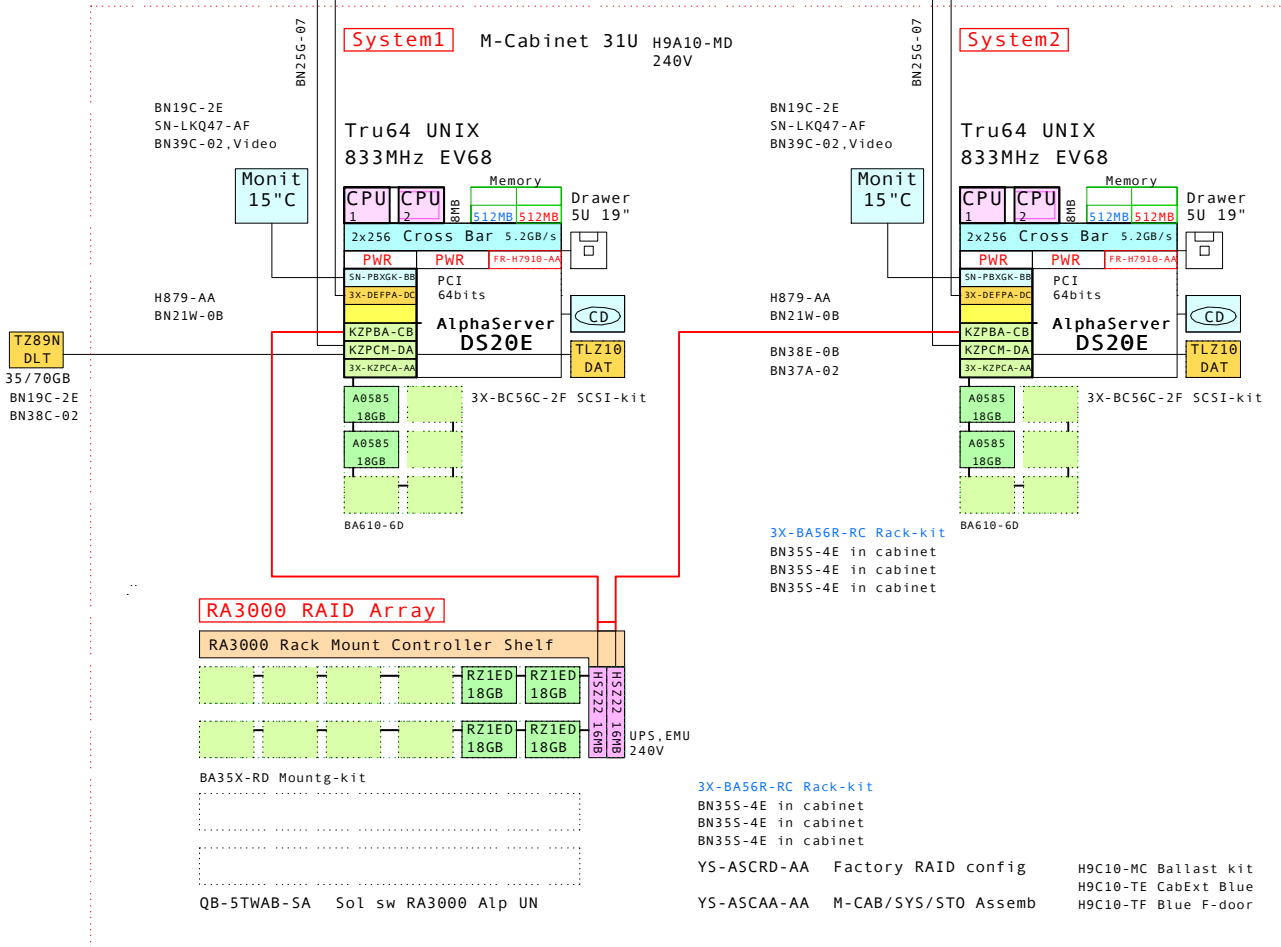 BN25G-07
System1
M-Cabinet 31U H9A10-MD
240V
BN19C-2E
SN-LKQ47-AF
BN39C-02,Video
Tru64 UNIX
833MHz EV68
Monit
15"C
CPU
1
CPU
2
8MB
Memory
512MB
512MB
Drawer
5U 19"
2x256 Cross Bar 5.2GB/s
PWR
PWR
FR-H7910-AA
SN-PBXGK-BB
3X-DEFPA-DC
PCI
64bits
H879-AA
BN21W-0B
CD
KZPBA-CB
KZPCM-DA
3X-KZPCA-AA
AlphaServer
DS20E
TLZ10
DAT
TZ89N
DLT
35/70GB
BN19C-2E
BN38C-02
A0585
18GB
A0585
18GB
3X-BC56C-2F SCSI-kit
BA610-6D
BN25G-07
System2
BN19C-2E
SN-LKQ47-AF
BN39C-02,Video
Tru64 UNIX
833MHz EV68
Monit
15"C
CPU
1
CPU
2
8MB
Memory
512MB
512MB
Drawer
5U 19"
2x256 Cross Bar 5.2GB/s
PWR
PWR
FR-H7910-AA
SN-PBXGK-BB
3X-DEFPA-DC
PCI
64bits
H879-AA
BN21W-0B
CD
KZPBA-CB
KZPCM-DA
3X-KZPCA-AA
AlphaServer
DS20E
TLZ10
DAT
BN38E-0B
BN37A-02
A0585
18GB
A0585
18GB
3X-BC56C-2F SCSI-kit
BA610-6D
3X-BA56R-RC Rack-kit
BN35S-4E in cabinet
BN35S-4E in cabinet
BN35S-4E in cabinet
RA3000 RAID Array
RA3000 Rack Mount Controller Shelf
RZ1ED
18GB
RZ1ED
18GB
RZ1ED
18GB
RZ1ED
18GB
HSZ22 16MB
HSZ22 16MB
UPS,EMU
240V
BA35X-RD Mountg-kit
3X-BA56R-RC Rack-kit
BN35S-4E in cabinet
BN35S-4E in cabinet
BN35S-4E in cabinet
QB-5TWAB-SA Sol sw RA3000 Alp UN
YS-ASCRD-AA Factory RAID config
YS-ASCAA-AA M-CAB/SYS/STO Assemb
H9C10-MC Ballast kit
H9C10-TE CabExt Blue
H9C10-TF Blue F-door